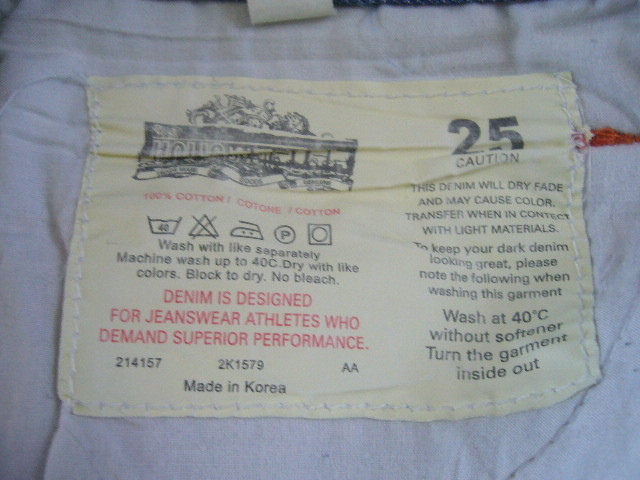 25
CAUTION
100% COTTON / COTONE / COTTON
THIS DENIM WILL DRY FADE
AND MAY CAUSE COLOR.
TRANSFER WHEN IN CONTECT
WITH LIGHT MATERIALS.
40
P
Wash with like separately
Machine wash up to 40C.Dry with like
colors. Block to dry. No bleach.
To keep your dark denim
looking great, please
note the following when
washing this garment
DENIM IS DESIGNED
FOR JEANSWEAR ATHLETES WHO
DEMAND SUPERIOR PERFORMANCE.
Wash at 40°C
without softener
Turn the garment
inside out
214157 2K1579 AA
Made in Korea